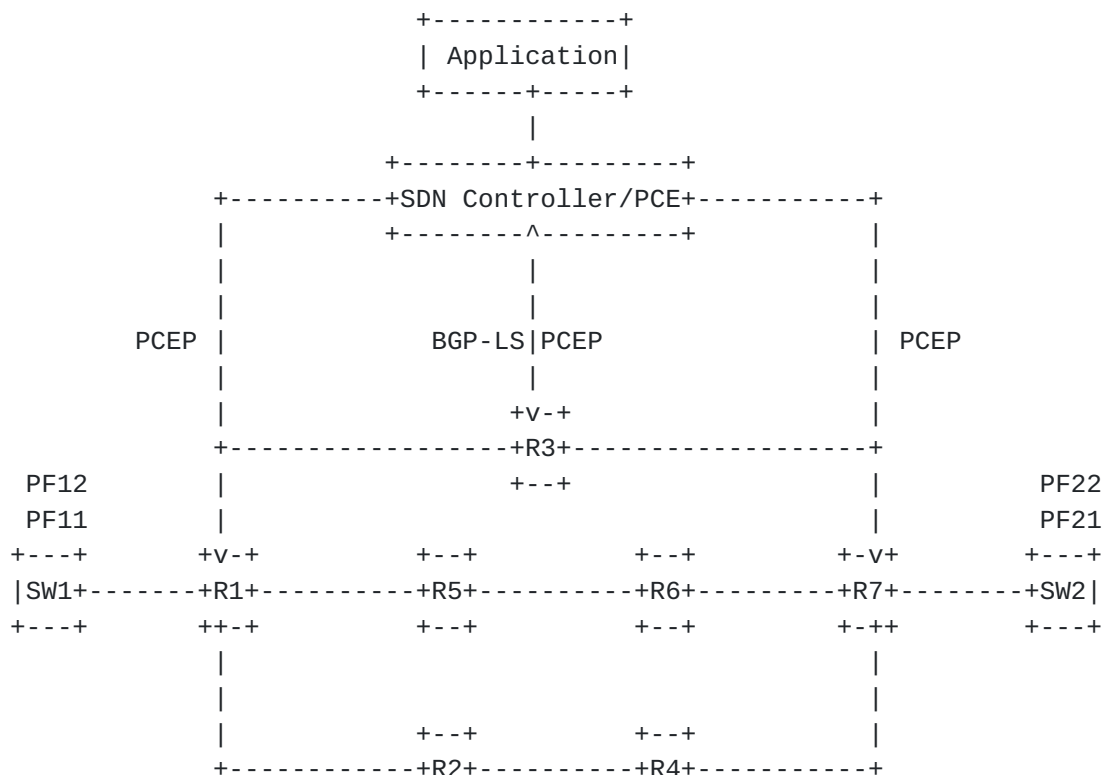 +------------+
| Application|
+------+-----+
|
+--------+---------+
+----------+SDN Controller/PCE+-----------+
| +--------^---------+ |
| | |
| | |
PCEP | BGP-LS|PCEP | PCEP
| | |
| +v-+ |
+------------------+R3+-------------------+
PF12 | +--+ | PF22
PF11 | | PF21
+---+ +v-+ +--+ +--+ +-v+ +---+
|SW1+-------+R1+----------+R5+----------+R6+---------+R7+--------+SW2|
+---+ ++-+ +--+ +--+ +-++ +---+
| |
| |
| +--+ +--+ |
+------------+R2+----------+R4+-----------+